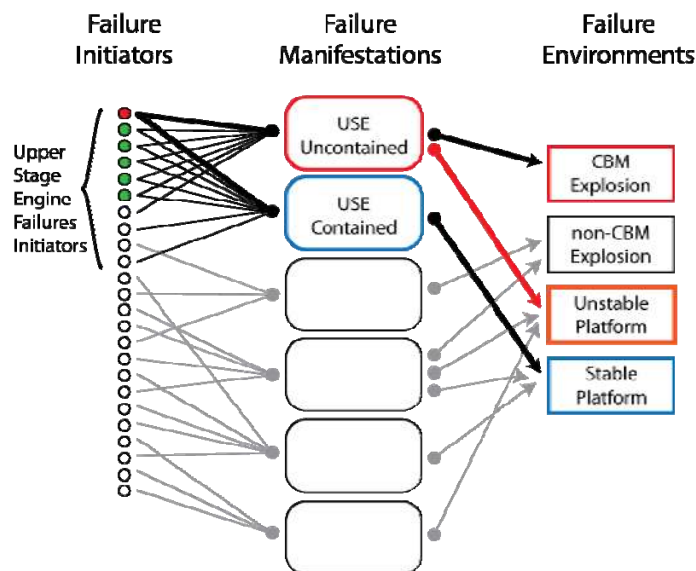 Failure
Initiators
Failure
Manifestations
Failure
Environments
Upper
Stage
Engine
Failures
Initiators
USE
Uncontained
USE
Contained
CBM
Explosion
non-CBM
Explosion
Unstable
Platform
Stable
Platform